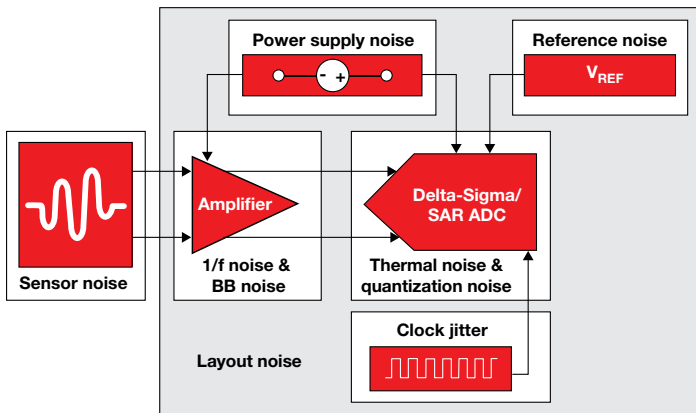 Power supply noise
- +
Reference noise
VREF
Amplifier
Delta-Sigma/
SAR ADC
Sensor noise
1/f noise &
BB noise
Thermal noise &
quantization noise
Clock jitter
Layout noise